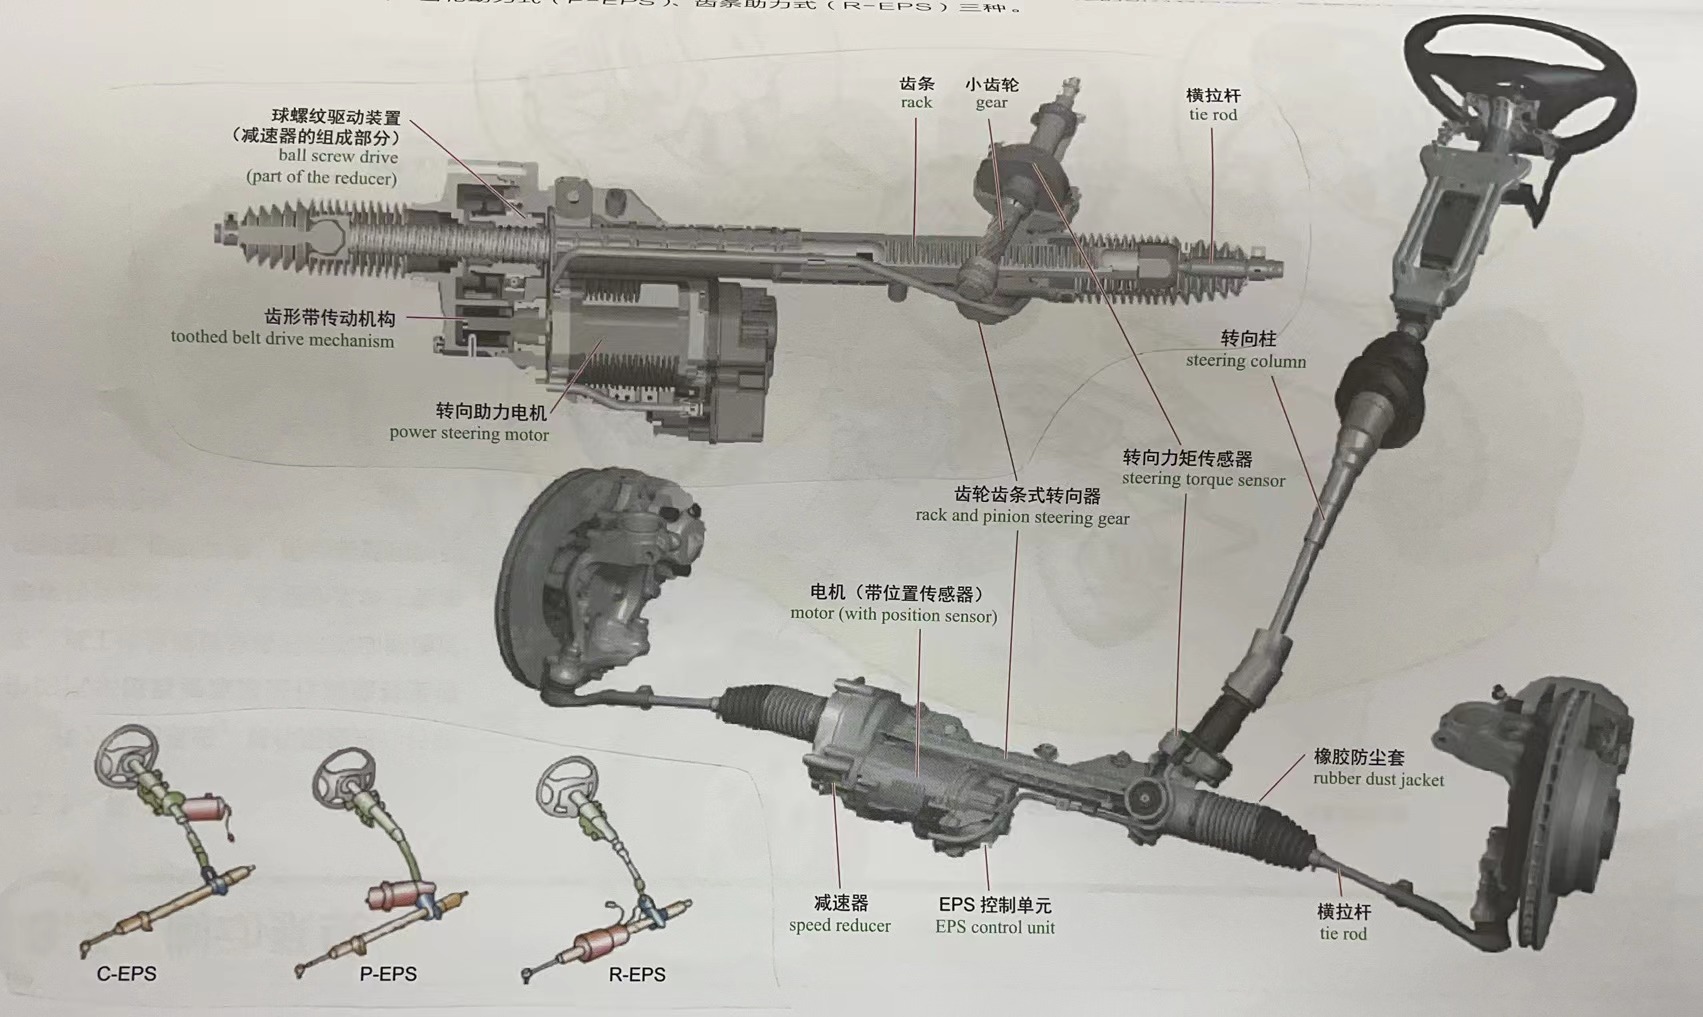 助力式（P-EPS）、齿条助力式（R-EPS）三种。
齿条
rack
小齿轮
gear
横拉杆
tie rod
球螺纹驱动装置
（减速器的组成部分）
ball screw drive
(part of the reducer)
齿形带传动机构
toothed belt drive mechanism
转向助力电机
power steering motor
转向柱
steering column
转向力矩传感器
steering torque sensor
齿轮齿条式转向器
rack and pinion steering gear
电机（带位置传感器）
motor (with position sensor)
橡胶防尘套
rubber dust jacket
减速器
speed reducer
EPS 控制单元
EPS control unit
横拉杆
tie rod
C-EPS
P-EPS
R-EPS